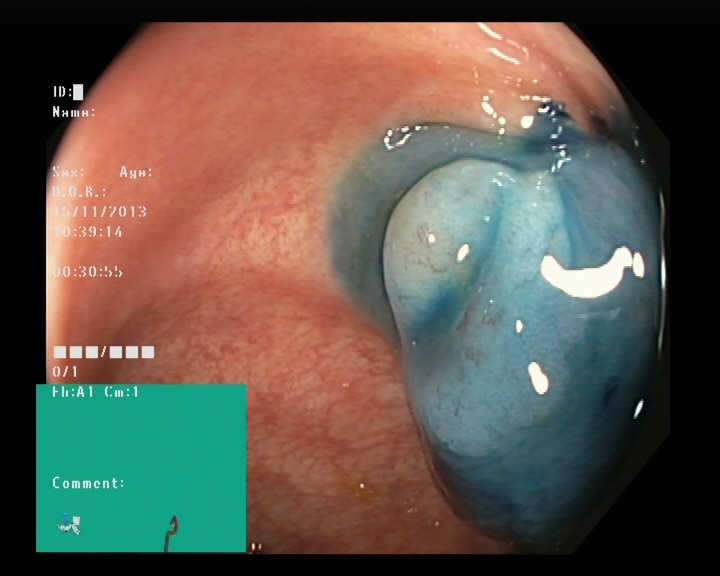 ID:
Name:
Sex: Age:
D.O.B.:
15/11/2013
10:39:14
00:30:55
0/1
Eh:A1 Cm:1
Comment: